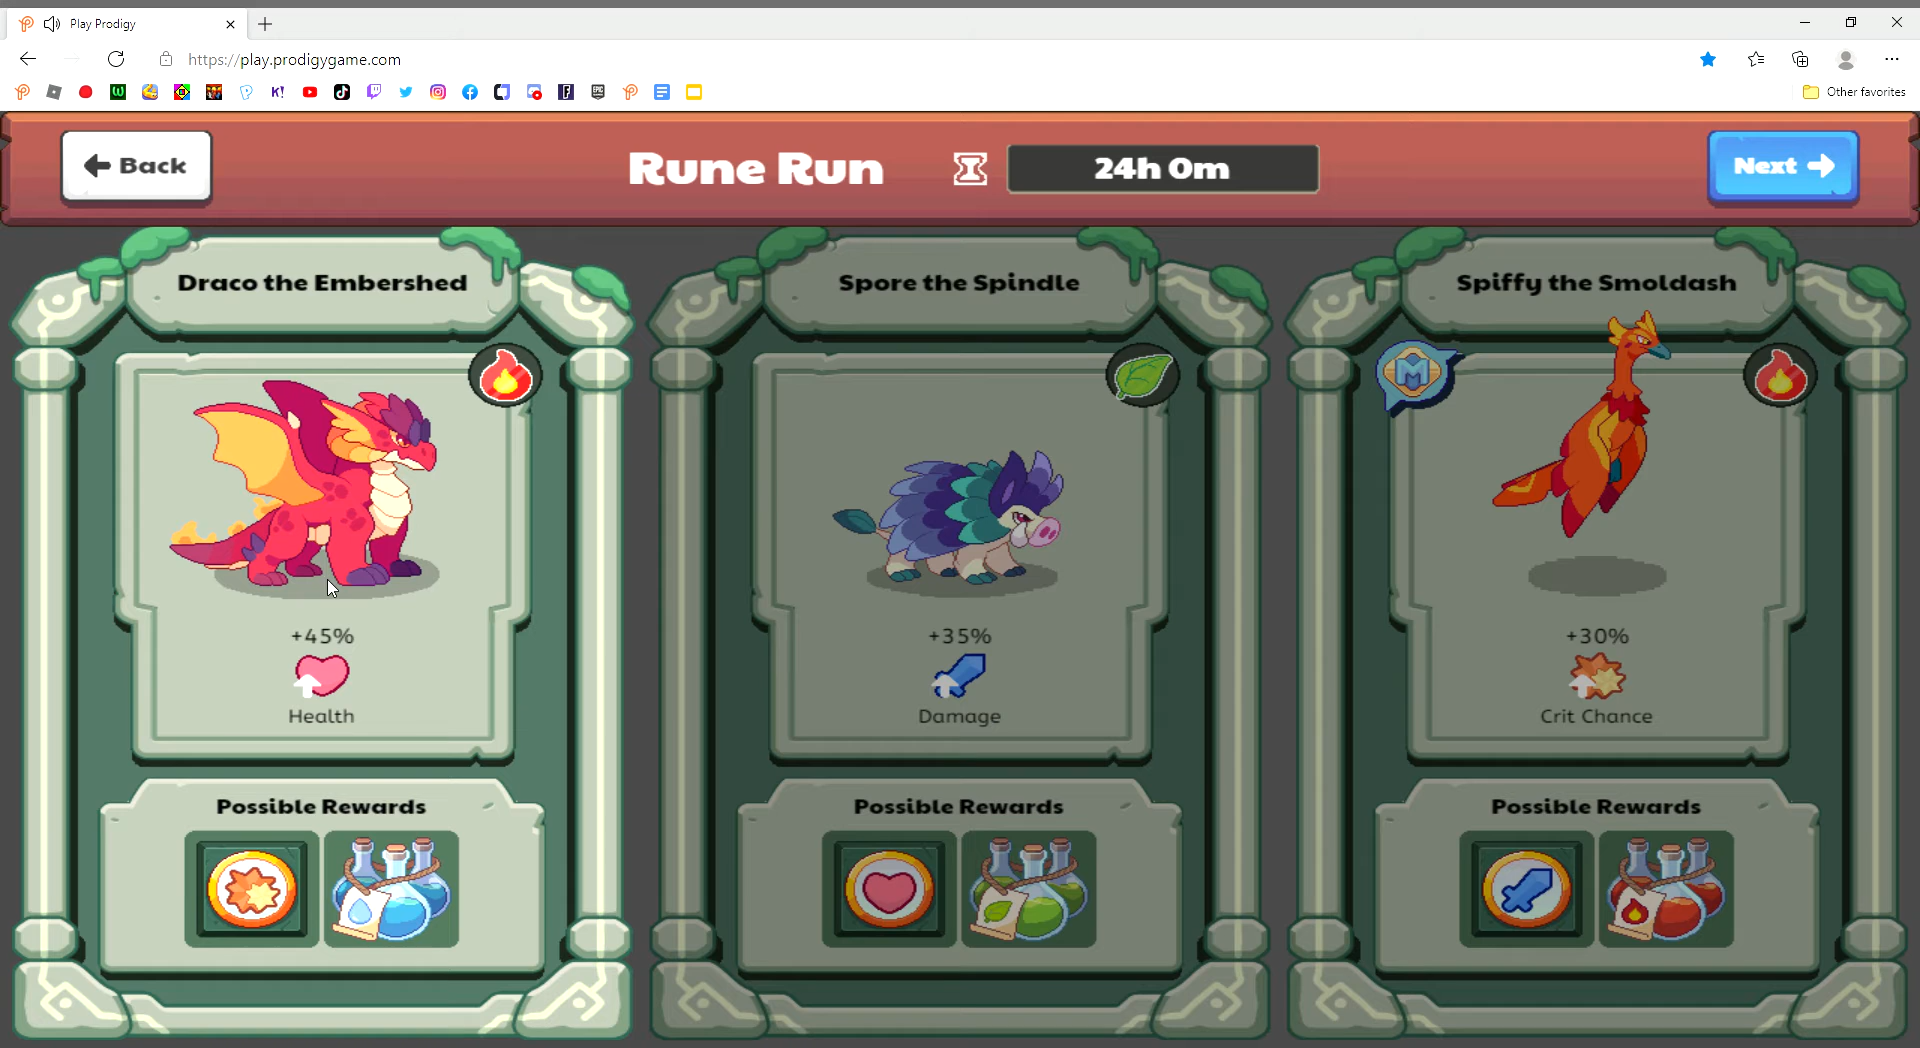 Play Prodigy
https://play.prodigygame.com
K!
Other favorites
Back
Rune Run
24h 0m
Next
Draco the Embershed
Spore the Spindle
Spiffy the Smoldash
M
+45%
Health
+35%
Damage
+30%
Crit Chance
Possible Rewards
Possible Rewards
Possible Rewards